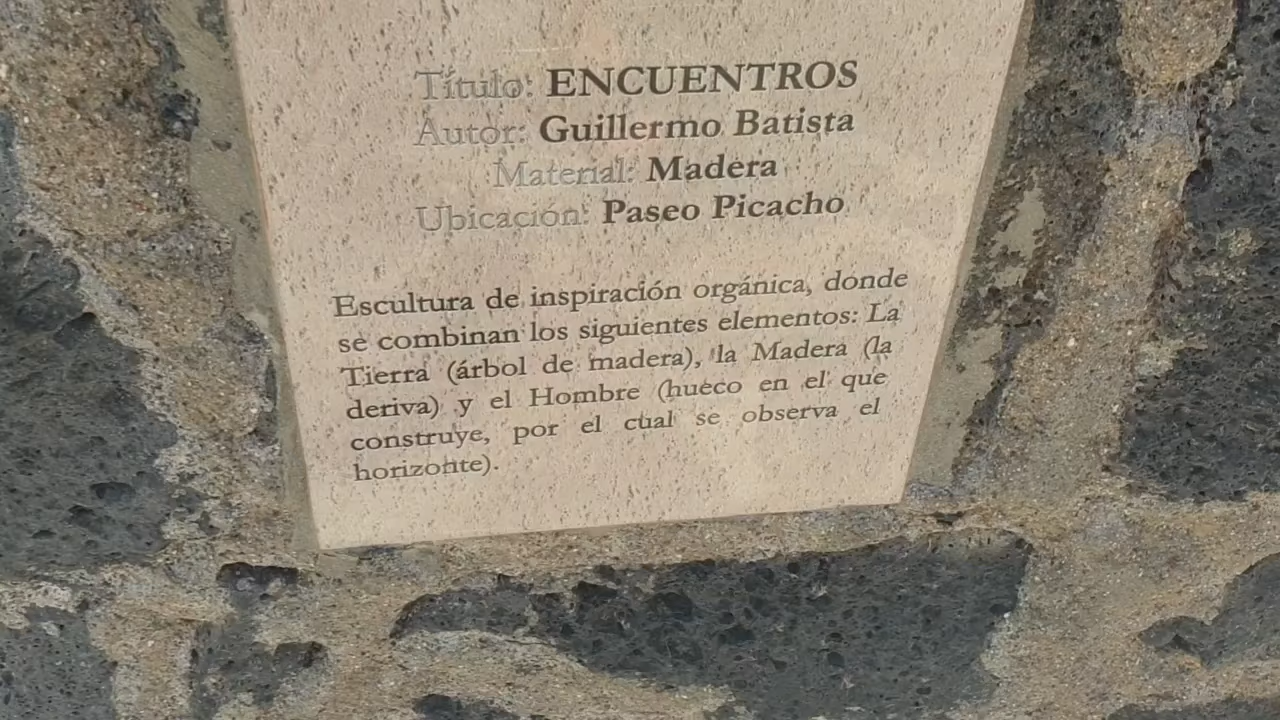 Título: ENCUENTROS
Autor: Guillermo Batista
Material: Madera
Ubicación: Paseo Picacho
Escultura de inspiración orgánica, donde
se combinan los siguientes elementos: La
Tierra (árbol de madera), la Madera (la
deriva) y el Hombre (hueco en el que
construye, por el cual se observa el
horizonte).